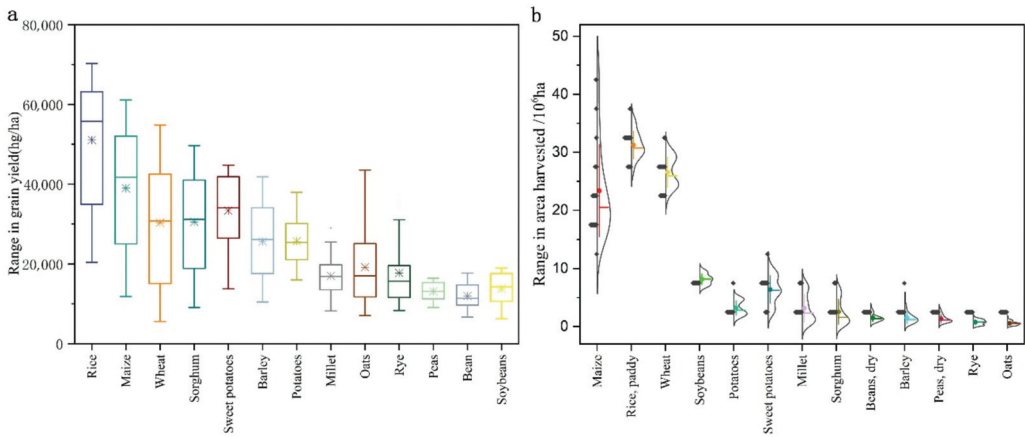 a
Range in grain yield(hg/ha)
80,000
60,000
40,000
20,000
0
Rice
Maize
Wheat
Sorghum
Sweet potatoes
Barley
Potatoes
Millet
Oats
Rye
Peas
Bean
Soybeans
b
Range in area harvested /10⁶ha
50
40
30
20
10
0
Maize
Rice, paddy
Wheat
Soybeans
Potatoes
Sweet potatoes
Millet
Sorghum
Beans, dry
Barley
Peas, dry
Rye
Oats